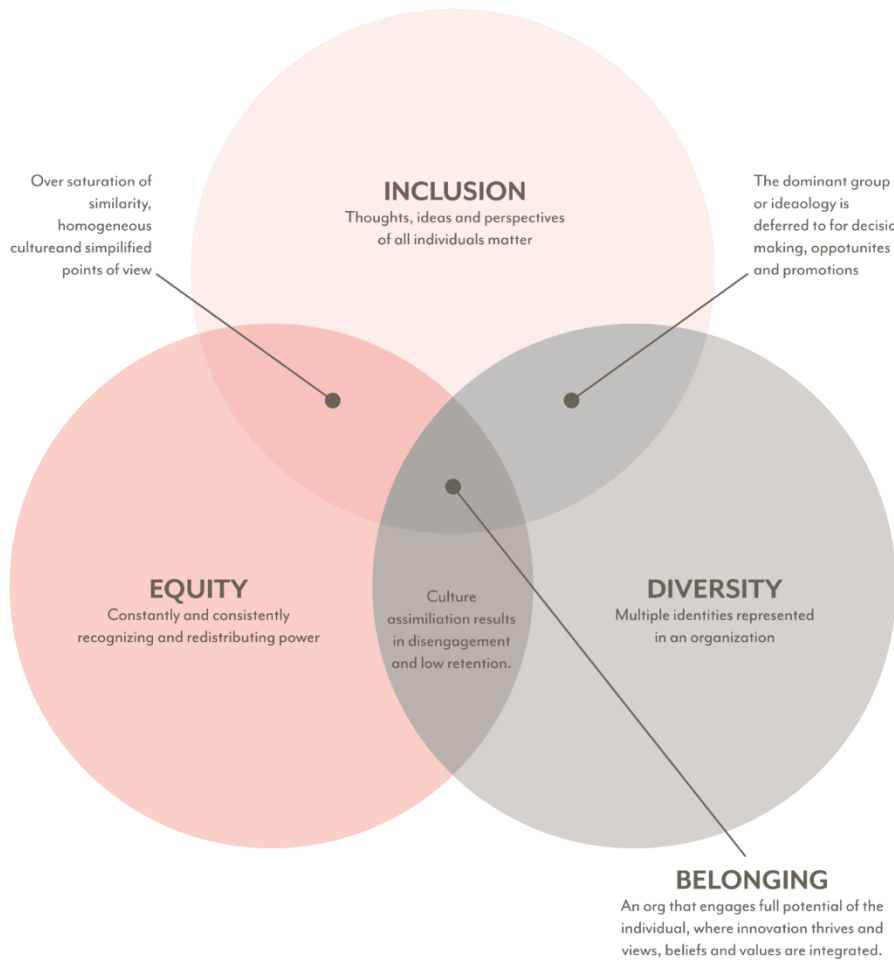 INCLUSION
Thoughts, ideas and perspectives
of all individuals matter
Over saturation of
similarity,
homogeneous
cultureand simplified
points of view
The dominant group
or ideaology is
deferred to for decisio
making, oppotunites
and promotions
EQUITY
Constantly and consistently
recognizing and redistributing power
Culture
assimiliation results
in disengagement
and low retention.
DIVERSITY
Multiple identities represented
in an organization
BELONGING
An org that engages full potential of the
individual, where innovation thrives and
views, beliefs and values are integrated.